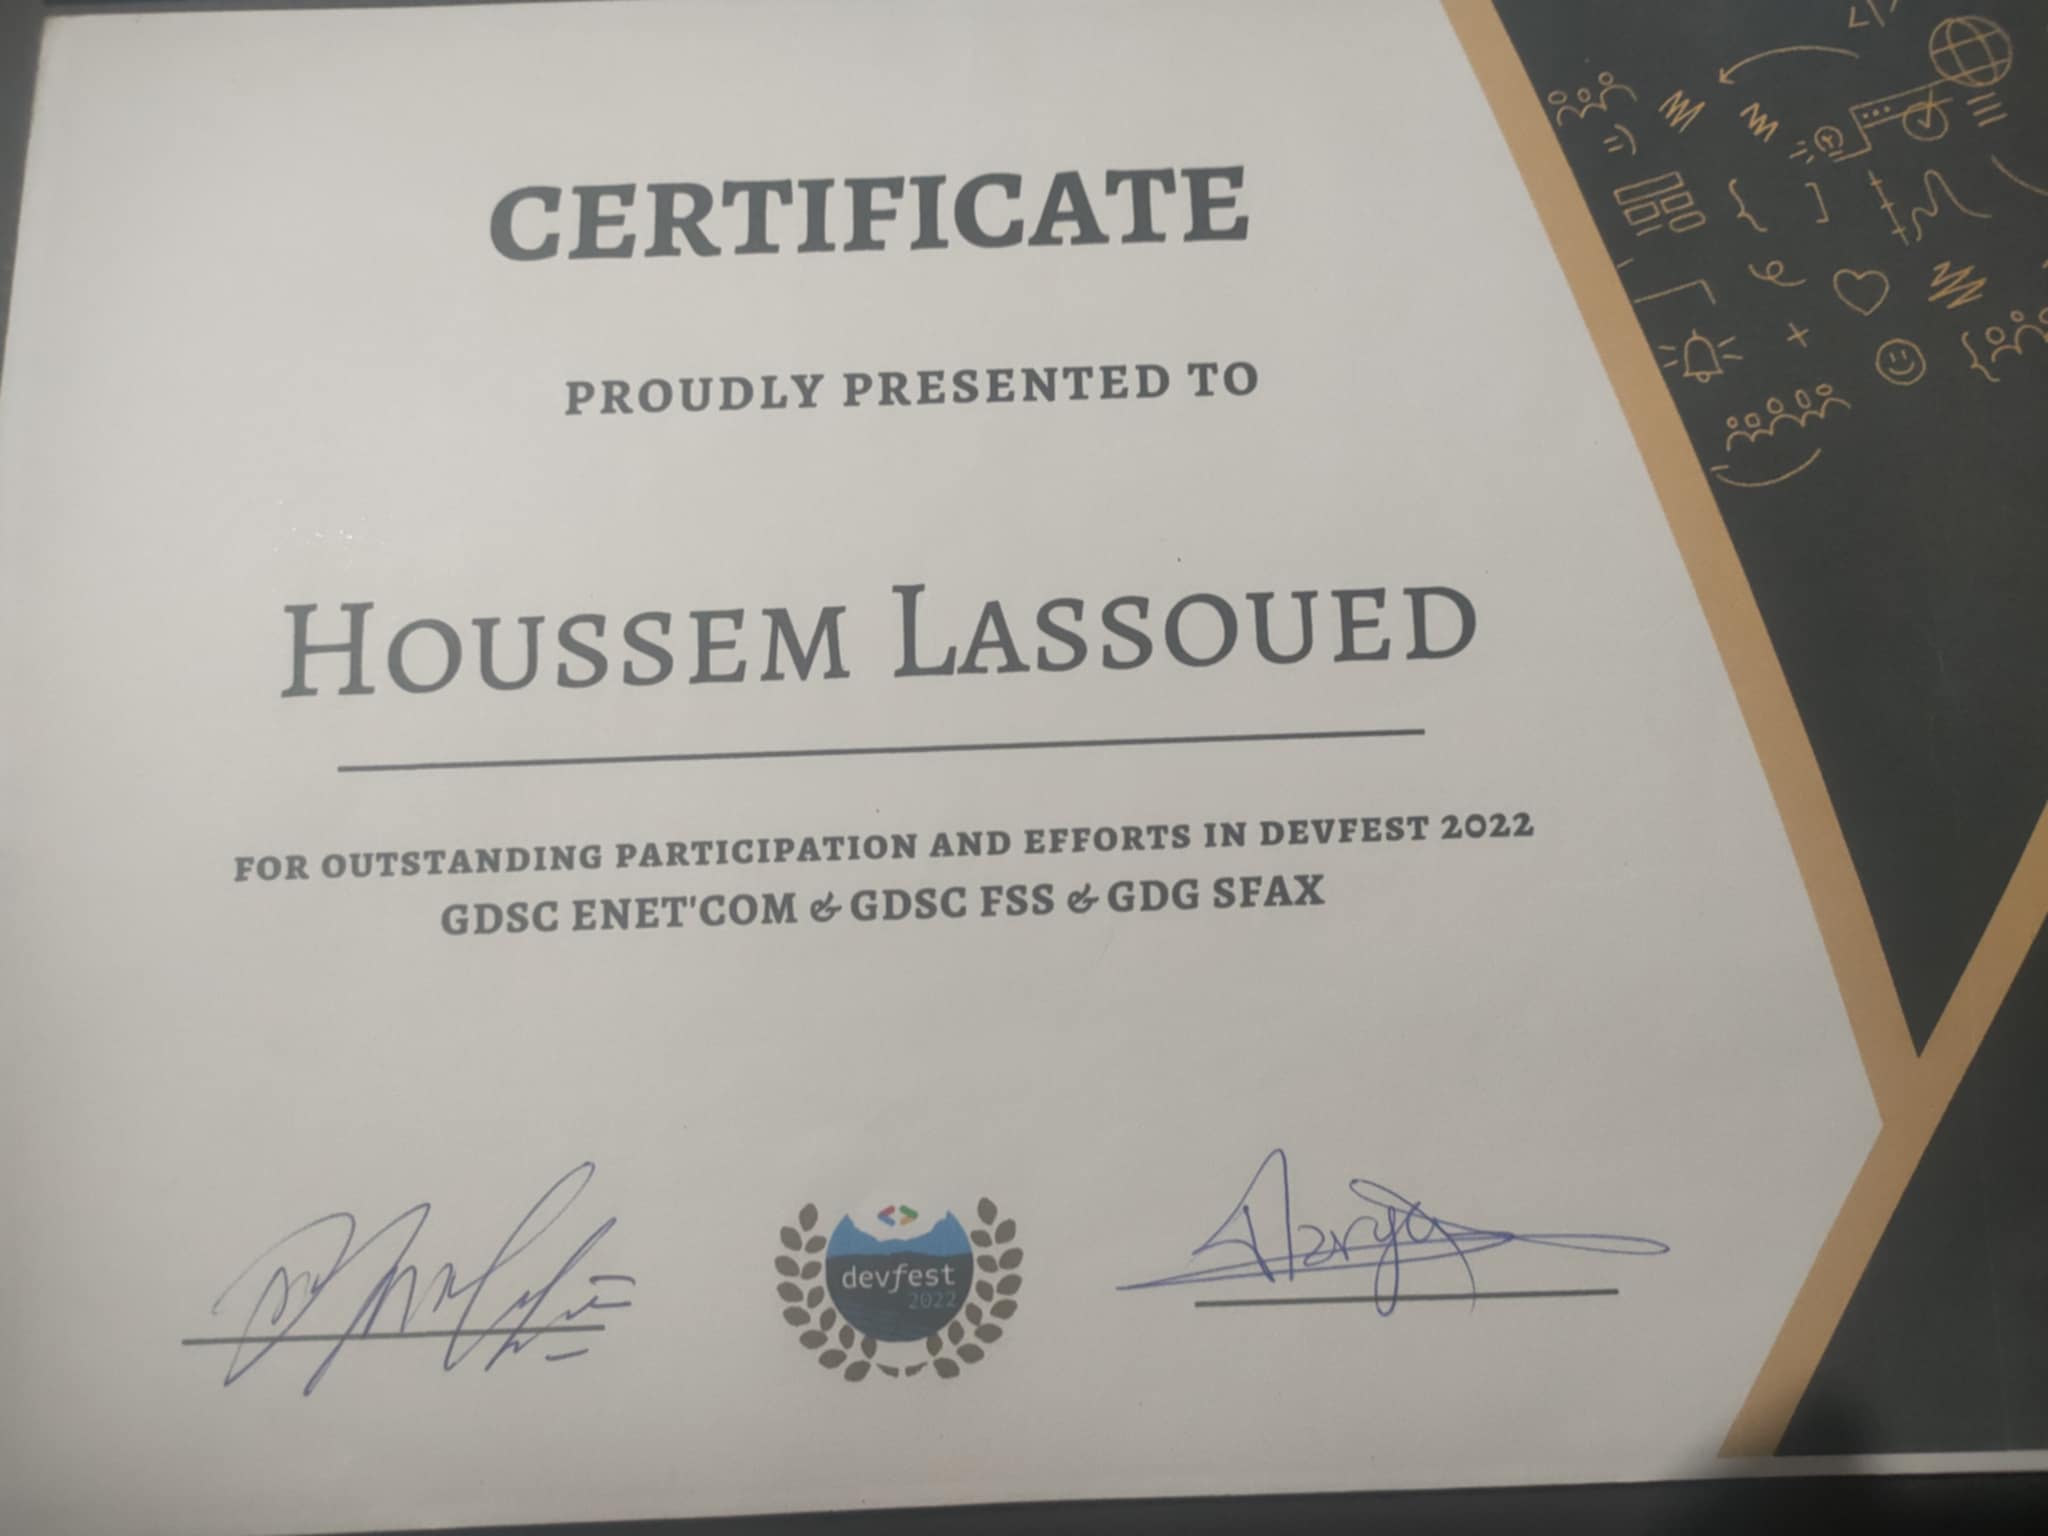 CERTIFICATE
PROUDLY PRESENTED TO
HOUSSEM LASSOUED
FOR OUTSTANDING PARTICIPATION AND EFFORTS IN DEVFEST 2022
GDSC ENET'COM & GDSC FSS & GDG SFAX
devfest
2022